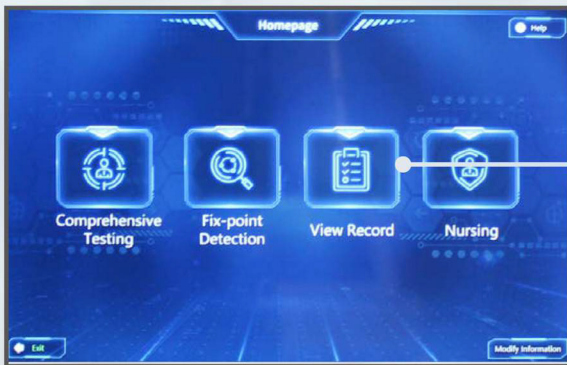 Homepage
Help
Comprehensive
Testing
Fix-point
Detection
View Record
Nursing
Exit
Modify Information